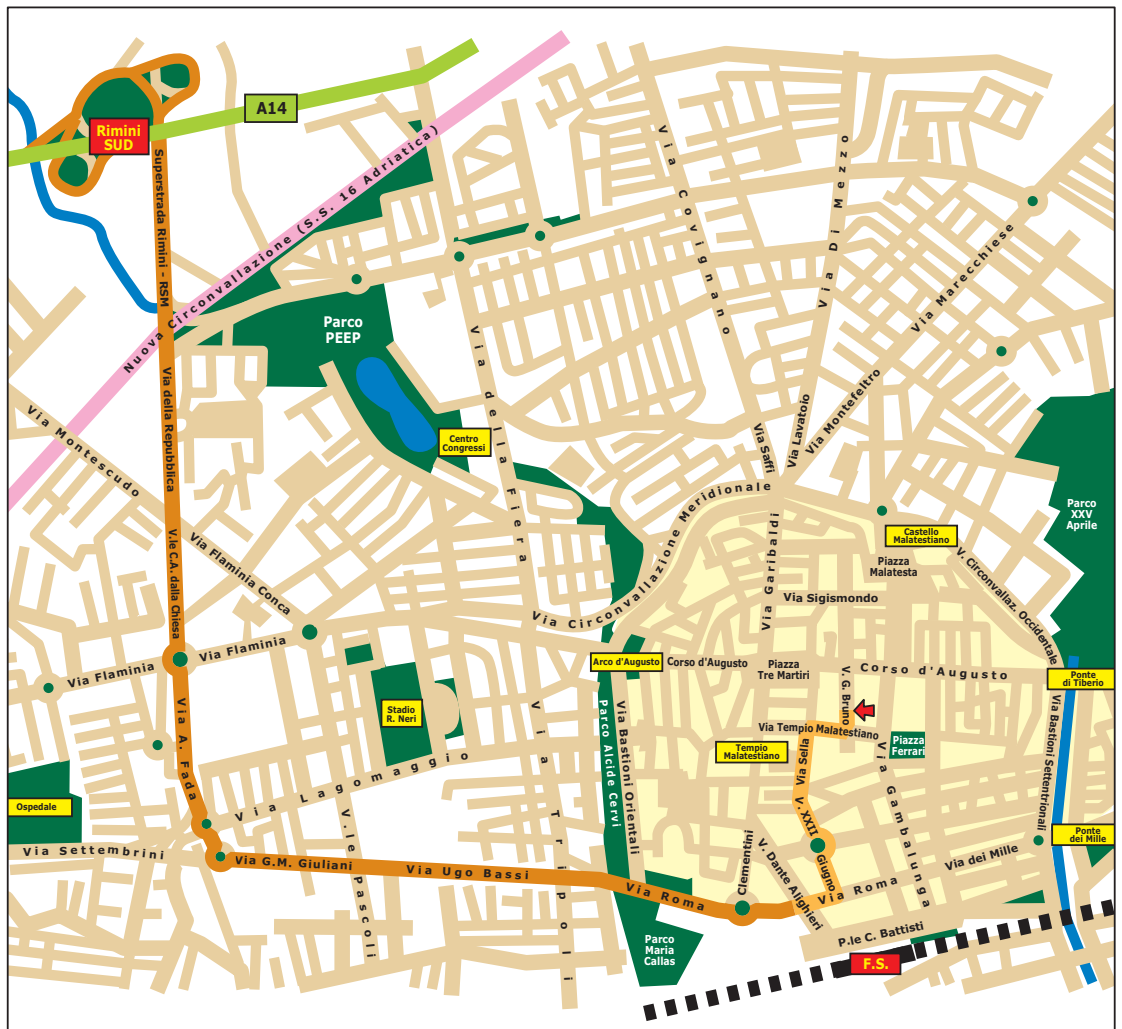 A14
Rimini
SUD
Superstrada Rimini - RSM
Nuova Circonvallazione (S.S. 16 Adriatica)
Via Covignano
Via Di Mezzo
Via Marecchiese
Parco
PEEP
Via della Repubblica
Via della Fiera
Via Montescudo
Centro
Congressi
Via Saffi
Via Lavatoio
Via Montefeltro
Parco
XXV
Aprile
V.le C.A. dalla Chiesa
Via Flaminia Conca
Via Circonvallazione Meridionale
Via Garibaldi
Castello
Malatestiano
Piazza
Malatesta
V. Circonvallaz. Occidentale
Via Sigismondo
Via Flaminia
Via Flaminia
Arco d'Augusto
Corso d'Augusto
Piazza
Tre Martiri
V. G. Bruno
Corso d'Augusto
Ponte
di Tiberio
Stadio
R. Neri
Via A. Fada
Via Tripoli
Parco Alcide Cervi
Via Bastioni Orientali
Via Tempio Malatestiano
Tempio
Malatestiano
Via Sella
Piazza
Ferrari
Via Gambalunga
Via Bastioni Settentrionali
Ospedale
Via Lagomaggio
V.le Pascoli
V. XXII
Giugno
Ponte
dei Mille
Via Settembrini
Via G.M. Giuliani
Via Ugo Bassi
Via Roma
Clementini
V. Dante Alighieri
Via Roma
Via dei Mille
Parco
Maria
Callas
P.le C. Battisti
F.S.